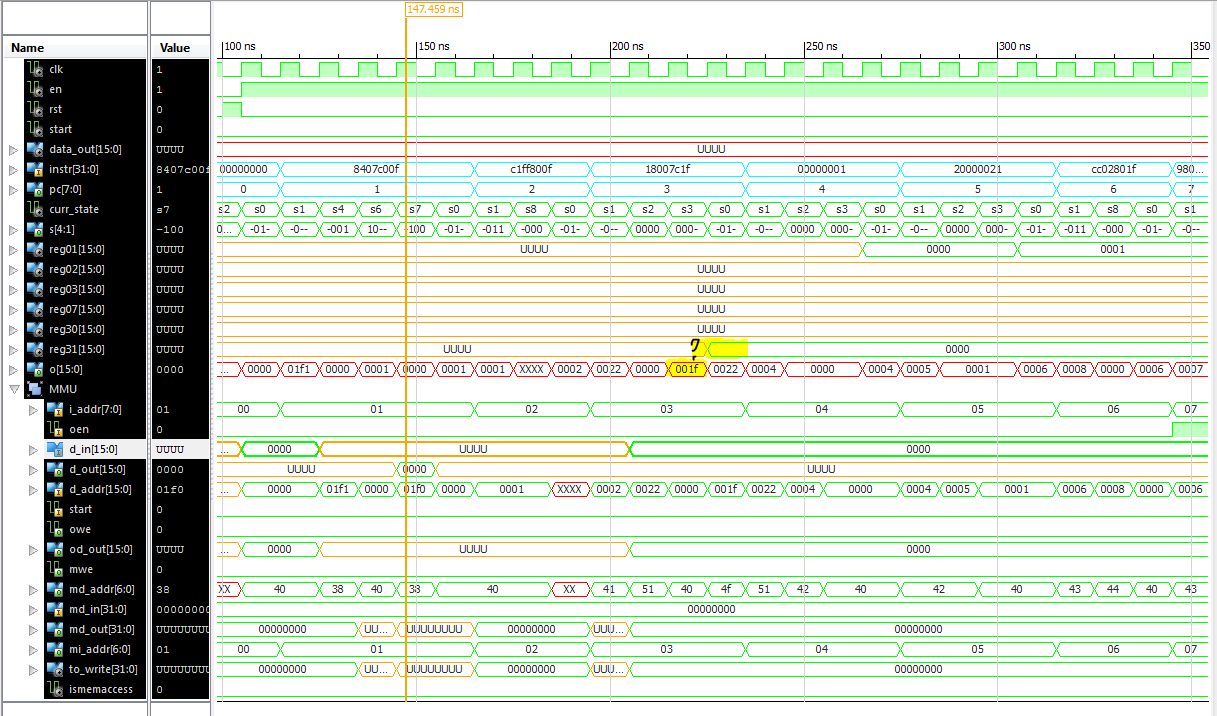 147,459 ns
Name Value 100 ns 150 ns 200 ns 250 ns 300 ns 350
clk 1
en 1
rst 0
start 0
data_out[15:0] UUUU UUUU
instr[31:0] 8407c00f 00000000 8407c00f c1ff800f 18007c1f 00000001 20000021 cc02801f 980...
pc[7:0] 1 0 1 2 3 4 5 6 7
curr_state s7 s2 s0 s1 s4 s6 s7 s0 s1 s8 s0 s1 s2 s3 s0 s1 s2 s3 s0 s1 s2 s3 s0 s1 s8 s0 s1
s[4:1] -100 0... -01- -0-- -001 10-- -100 -01- -011 -000 -01- -0-- 0000 000- -01- -0-- 0000 000- -01- -0-- 0000 000- -01- -011 -000 -01- -0--
reg01[15:0] UUUU UUUU 0000 0001
reg02[15:0] UUUU UUUU
reg03[15:0] UUUU UUUU
reg07[15:0] UUUU UUUU
reg30[15:0] UUUU UUUU
reg31[15:0] UUUU UUUU ? 0000
o[15:0] 0000 ... 0000 01f1 0000 0001 0000 0001 0001 XXXX 0002 0022 0000 001f 0022 0004 0000 0004 0005 0001 0006 0008 0000 0006 0007
MMU
i_addr[7:0] 01 00 01 02 03 04 05 06 07
oen 0
d_in[15:0] UUUU ... 0000 UUUU 0000
d_out[15:0] 0000 UUUU 0000 UUUU
d_addr[15:0] 01f0 ... 0000 01f1 0000 01f0 0000 0001 XXXX 0002 0022 0000 001f 0022 0004 0000 0004 0005 0001 0006 0008 0000 0006
start 0
owe 0
od_out[15:0] UUUU ... 0000 UUUU 0000
mwe 0
md_addr[6:0] 38 XX 40 38 40 38 40 XX 41 51 40 4f 51 42 40 42 40 43 44 40 43
md_in[31:0] 00000000 00000000
md_out[31:0] UUUUUUUU 00000000 UU... UUUUUUUU 00000000 UUU... 00000000
mi_addr[6:0] 01 00 01 02 03 04 05 06 07
to_write[31:0] UUUUUUUU 00000000 UU... UUUUUUUU 00000000 UUU... 00000000
ismemaccess 0